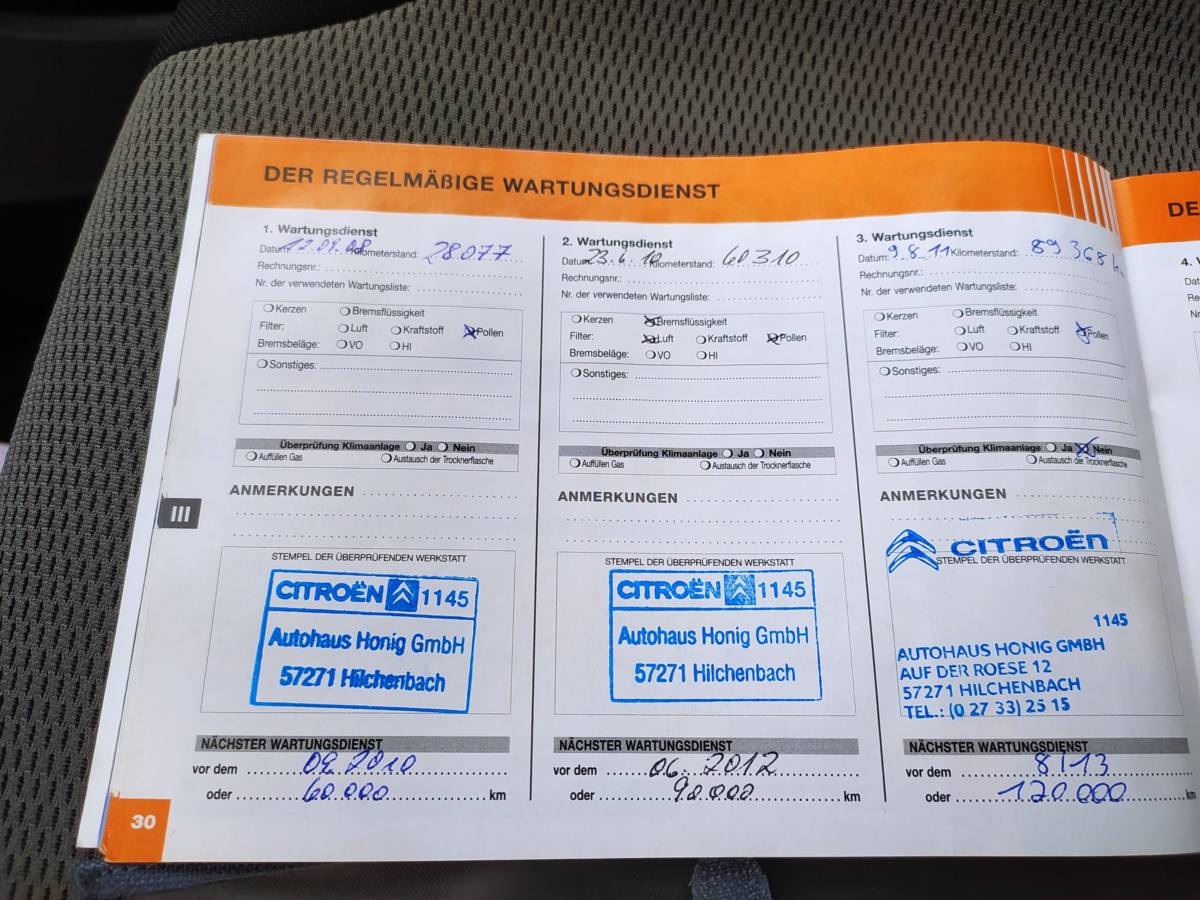 DER REGELMÄßIGE WARTUNGSDIENST
DE
1. Wartungsdienst
Datum: 12.09.08 Kilometerstand: 28077
Rechnungsnr.:
Nr. der verwendeten Wartungsliste:
Kerzen Bremsflüssigkeit
Filter: Luft Kraftstoff Pollen
Bremsbeläge: VO HI
Sonstiges:
Überprüfung Klimaanlage Ja Nein
Auffüllen Gas Austausch der Trocknerflasche
ANMERKUNGEN
STEMPEL DER ÜBERPRÜFENDEN WERKSTATT
CITROËN 1145
Autohaus Honig GmbH
57271 Hilchenbach
NÄCHSTER WARTUNGSDIENST
vor dem 09.2010
oder 60.000 km
2. Wartungsdienst
Datum: 23.6.10 Kilometerstand: 60310
Rechnungsnr.:
Nr. der verwendeten Wartungsliste:
Kerzen Bremsflüssigkeit
Filter: Luft Kraftstoff Pollen
Bremsbeläge: VO HI
Sonstiges:
Überprüfung Klimaanlage Ja Nein
Auffüllen Gas Austausch der Trocknerflasche
ANMERKUNGEN
STEMPEL DER ÜBERPRÜFENDEN WERKSTATT
CITROËN 1145
Autohaus Honig GmbH
57271 Hilchenbach
NÄCHSTER WARTUNGSDIENST
vor dem 06. 2012
oder 90.000 km
3. Wartungsdienst
Datum: 9.8.11 Kilometerstand: 89368
Rechnungsnr.:
Nr. der verwendeten Wartungsliste:
Kerzen Bremsflüssigkeit
Filter: Luft Kraftstoff Pollen
Bremsbeläge: VO HI
Sonstiges:
Überprüfung Klimaanlage Ja Nein
Auffüllen Gas Austausch der Trocknerflasche
ANMERKUNGEN
CITROËN
STEMPEL DER ÜBERPRÜFENDEN WERKSTATT
1145
AUTOHAUS HONIG GMBH
AUF DER ROESE 12
57271 HILCHENBACH
TEL.: (0 27 33) 25 15
NÄCHSTER WARTUNGSDIENST
vor dem 8/13
oder 120.000 km
4.
Dat
Re
Nr
III
30